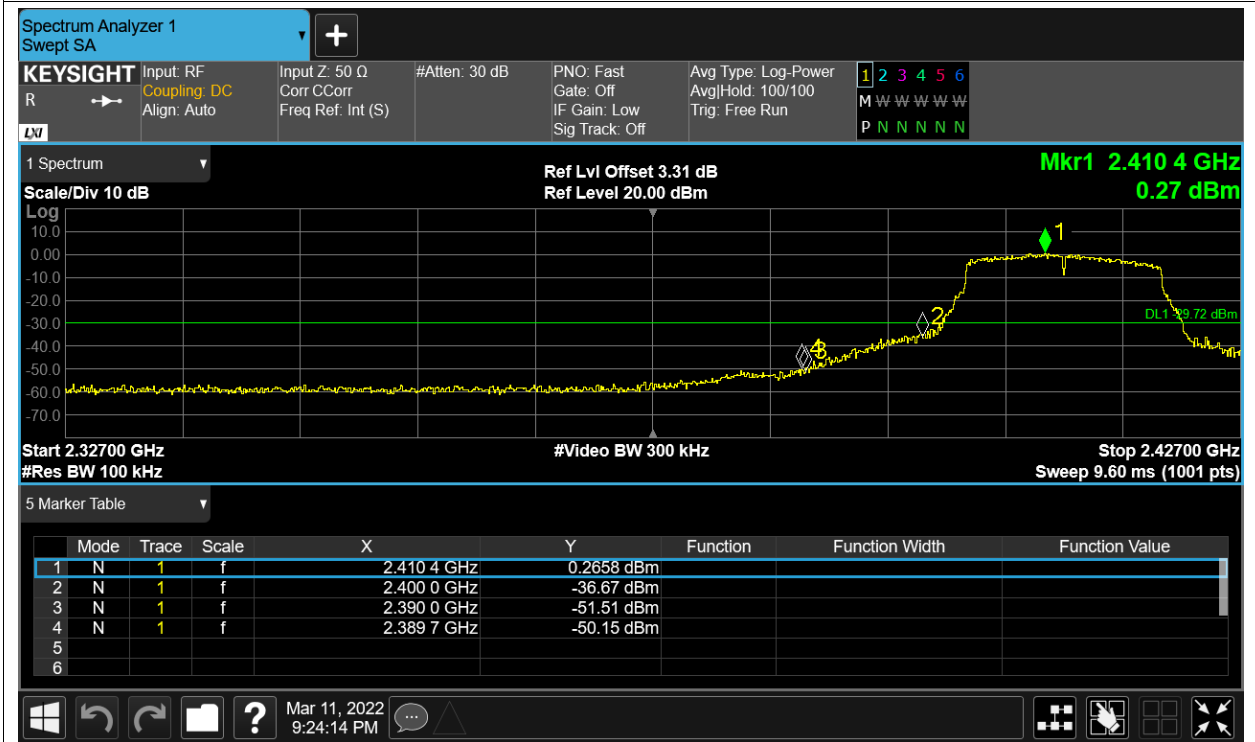 Spectrum Analyzer 1
Swept SA
+
KEYSIGHT Input: RF Input Z: 50 Ω #Atten: 30 dB PNO: Fast Avg Type: Log-Power 1 2 3 4 5 6
R Coupling: DC Corr CCorr Gate: Off Avg|Hold: 100/100 M W W W W W
Align: Auto Freq Ref: Int (S) IF Gain: Low Trig: Free Run
LXI Sig Track: Off P N N N N N
1 Spectrum Ref Lvl Offset 3.31 dB Mkr1 2.410 4 GHz
Scale/Div 10 dB Ref Level 20.00 dBm 0.27 dBm
Log
10.0
0.00
-10.0
-20.0
-30.0
-40.0
-50.0
-60.0
-70.0
1
2
DL1 -29.72 dBm
4 3
Start 2.32700 GHz #Video BW 300 kHz Stop 2.42700 GHz
#Res BW 100 kHz Sweep 9.60 ms (1001 pts)
5 Marker Table
Mode Trace Scale X Y Function Function Width Function Value
1 N 1 f 2.410 4 GHz 0.2658 dBm
2 N 1 f 2.400 0 GHz -36.67 dBm
3 N 1 f 2.390 0 GHz -51.51 dBm
4 N 1 f 2.389 7 GHz -50.15 dBm
5
6
? Mar 11, 2022
9:24:14 PM